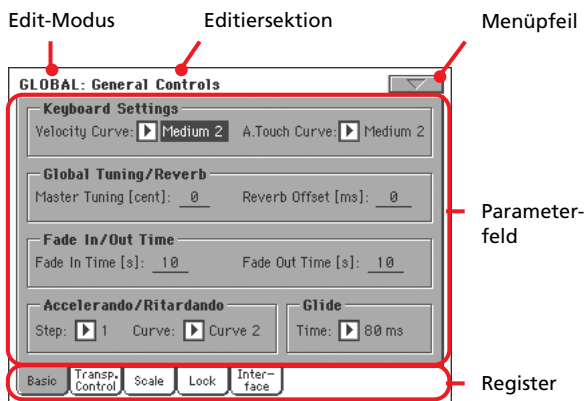 Edit-Modus Editiersektion Menüpfeil
GLOBAL: General Controls
Keyboard Settings
Velocity Curve: Medium 2 A.Touch Curve: Medium 2
Global Tuning/Reverb
Master Tuning [cent]: 0 Reverb Offset [ms]: 0
Parameter-
feld
Fade In/Out Time
Fade In Time [s]: 10 Fade Out Time [s]: 10
Accelerando/Ritardando Glide
Step: 1 Curve: Curve 2 Time: 80 ms
Basic Transp. Control Scale Lock Inter- face
Register